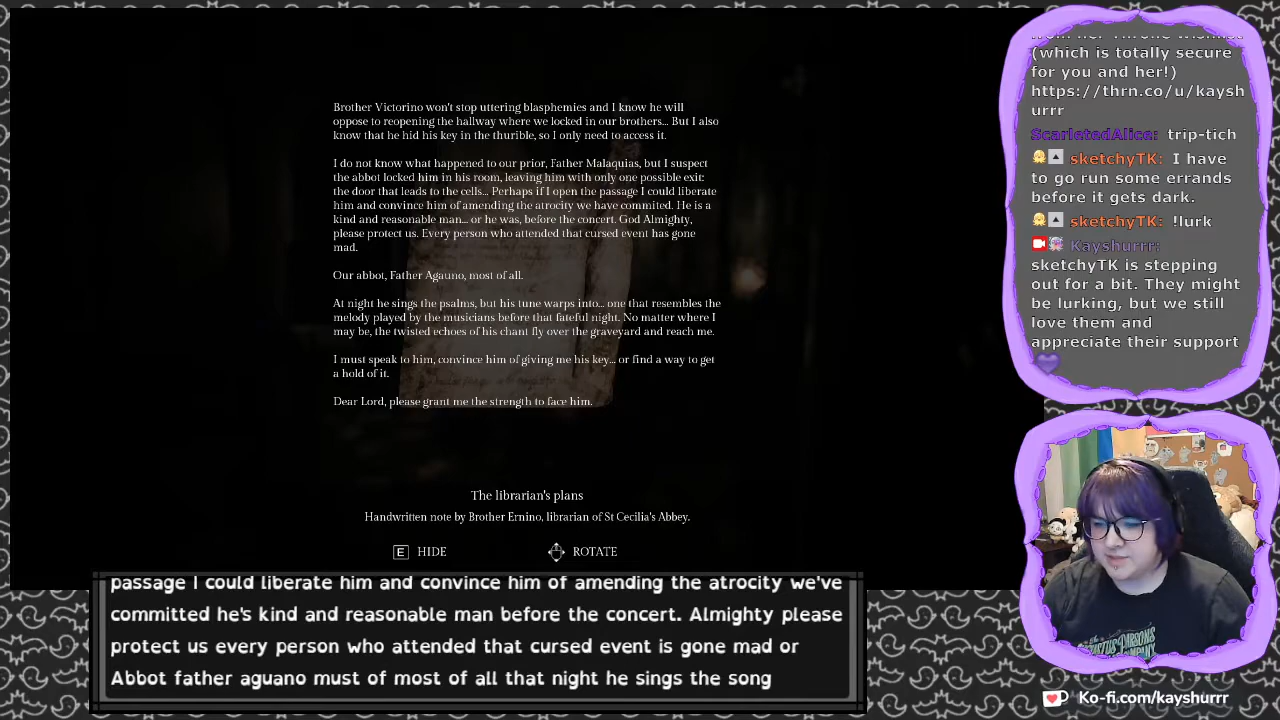 Brother Victorino won't stop uttering blasphemies and I know he will
oppose to reopening the hallway where we locked in our brothers... But I also
know that he hid his key in the thurible, so I only need to access it.
I do not know what happened to our prior, Father Malaquias, but I suspect
the abbot locked him in his room, leaving him with only one possible exit:
the door that leads to the cells... Perhaps if I open the passage I could liberate
him and convince him of amending the atrocity we have commited. He is a
kind and reasonable man... or he was, before the concert. God Almighty,
please protect us. Every person who attended that cursed event has gone
mad.
Our abbot, Father Agauno, most of all.
At night he sings the psalms, but his tune warps into... one that resembles the
melody played by the musicians before that fateful night. No matter where I
may be, the twisted echoes of his chant fly over the graveyard and reach me.
I must speak to him, convince him of giving me his key... or find a way to get
a hold of it.
Dear Lord, please grant me the strength to face him.
The librarian's plans
Handwritten note by Brother Ernino, librarian of St Cecilia's Abbey.
E HIDE
ROTATE
passage I could liberate him and convince him of amending the atrocity we've
committed he's kind and reasonable man before the concert. Almighty please
protect us every person who attended that cursed event is gone mad or
Abbot father aguano must of most of all that night he sings the song
(which is totally secure
for you and her!)
https://thrn.co/u/kaysh
urrr
ScarletedAlice: trip-tich
sketchyTK: I have
to go run some errands
before it gets dark.
sketchyTK: !lurk
Kayshurrr:
sketchyTK is stepping
out for a bit. They might
be lurking, but we still
love them and
appreciate their support
Ko-fi.com/kayshurrr